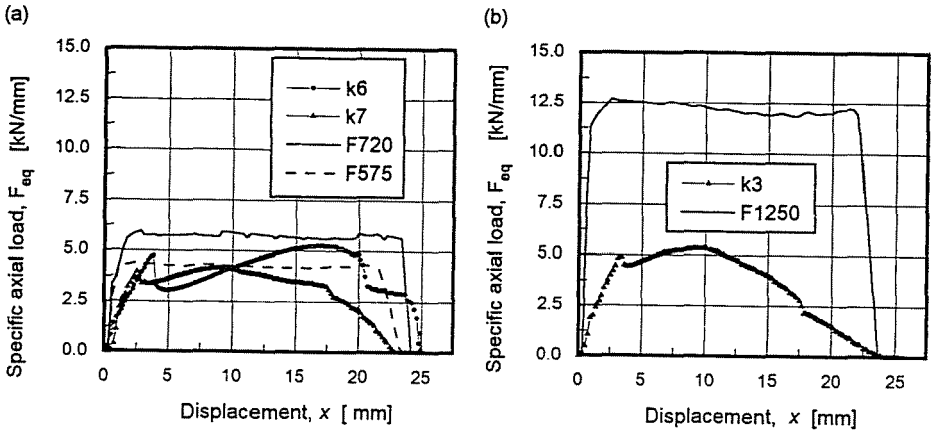 (a)
Specific axial load, Feq [kN/mm]
15.0
12.5
10.0
7.5
5.0
2.5
0.0
k6
k7
F720
F575
0 5 10 15 20 25
Displacement, x [ mm]
(b)
Specific axial load, Feq [kN/mm]
15.0
12.5
10.0
7.5
5.0
2.5
0.0
k3
F1250
0 5 10 15 20 25
Displacement, x [mm]